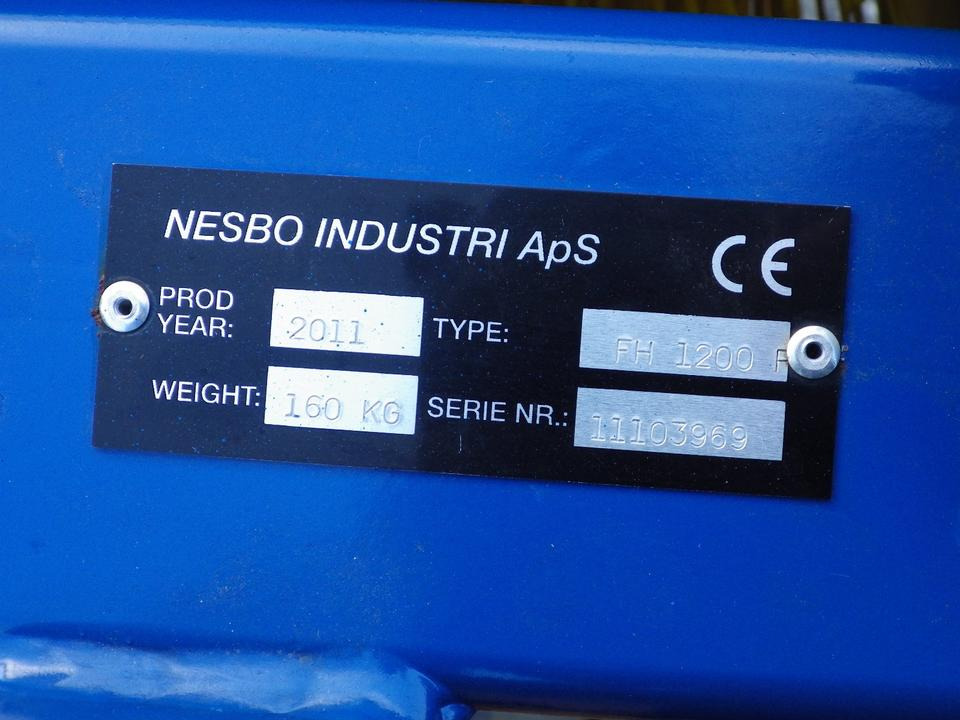 NESBO INDUSTRI ApS
CE
PROD YEAR: 2011 TYPE: FH 1200
WEIGHT: 160 KG SERIE NR.: 11103969